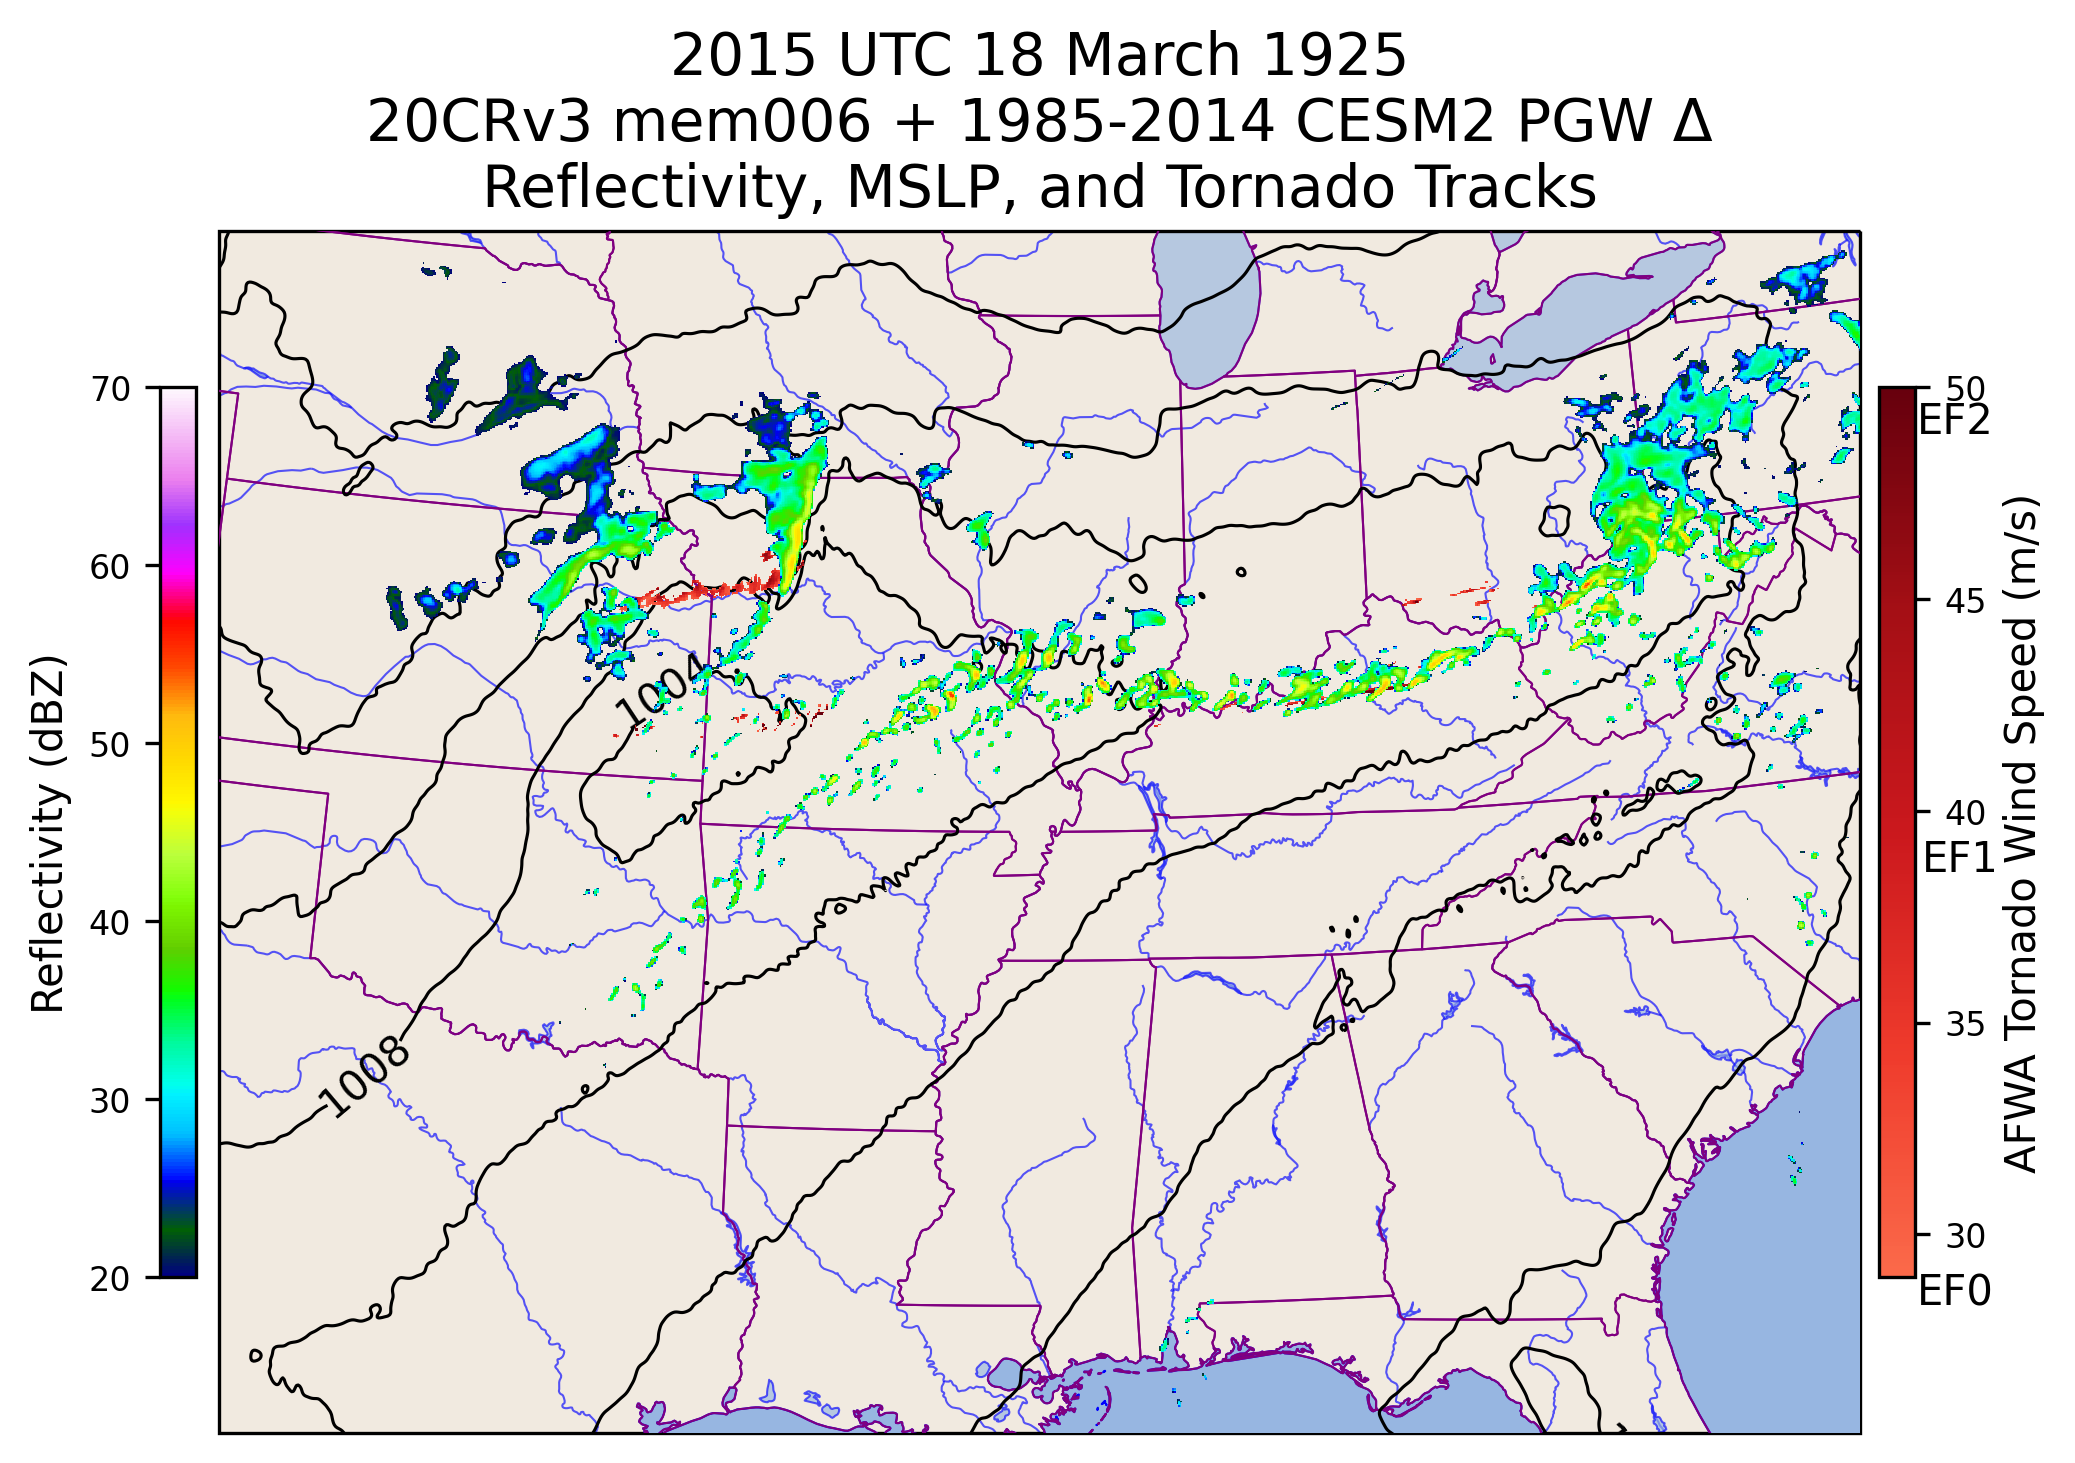 2015 UTC 18 March 1925
20CRv3 mem006 + 1985-2014 CESM2 PGW Δ
Reflectivity, MSLP, and Tornado Tracks
70
60
50
40
30
20
Reflectivity (dBZ)
1004
1008
50
EF2
45
40
EF1
35
30
EF0
AFWA Tornado Wind Speed (m/s)